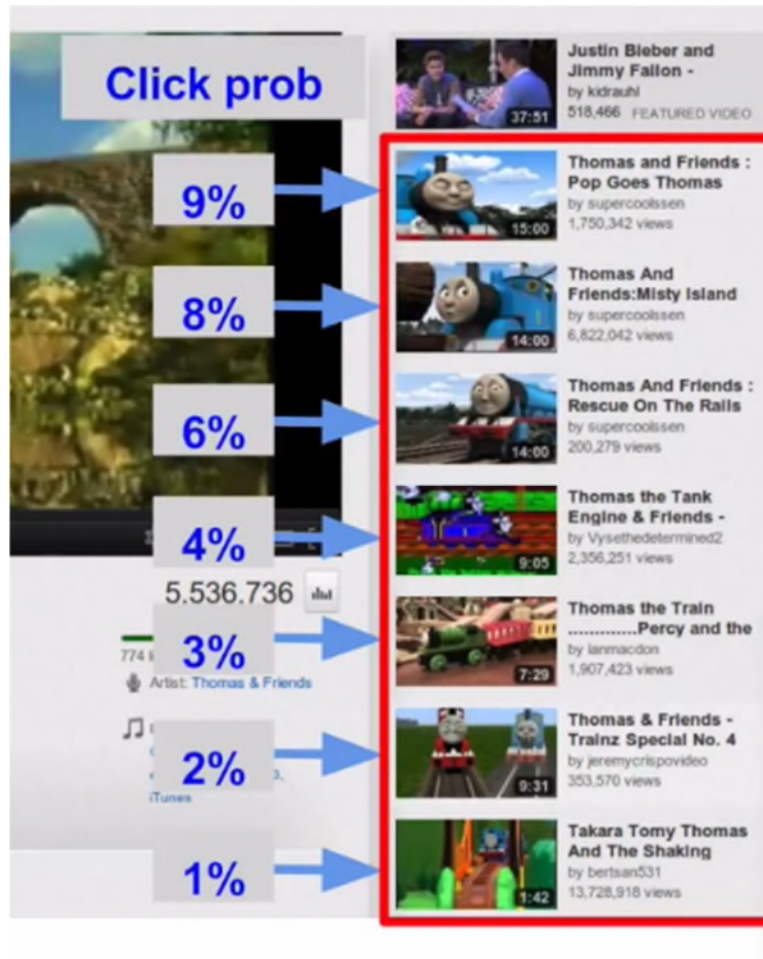 Click prob
9%
8%
6%
4%
5.536.736
774
3%
Artist: Thomas & Friends
2%
iTunes
1%
37:51
Justin Bieber and
Jimmy Fallon -
by kidrauhl
518,466 FEATURED VIDEO
15:00
Thomas and Friends :
Pop Goes Thomas
by supercoolssen
1,750,342 views
14:00
Thomas And
Friends:Misty Island
by supercoolssen
6,822,042 views
14:00
Thomas And Friends :
Rescue On The Rails
by supercoolssen
200,279 views
9:05
Thomas the Tank
Engine & Friends -
by Vysethedetermined2
2,356,251 views
7:29
Thomas the Train
.............Percy and the
by ianmacdon
1,907,423 views
9:31
Thomas & Friends -
Trainz Special No. 4
by jeremycrispovideo
353,570 views
1:42
Takara Tomy Thomas
And The Shaking
by bertsan531
13,728,918 views